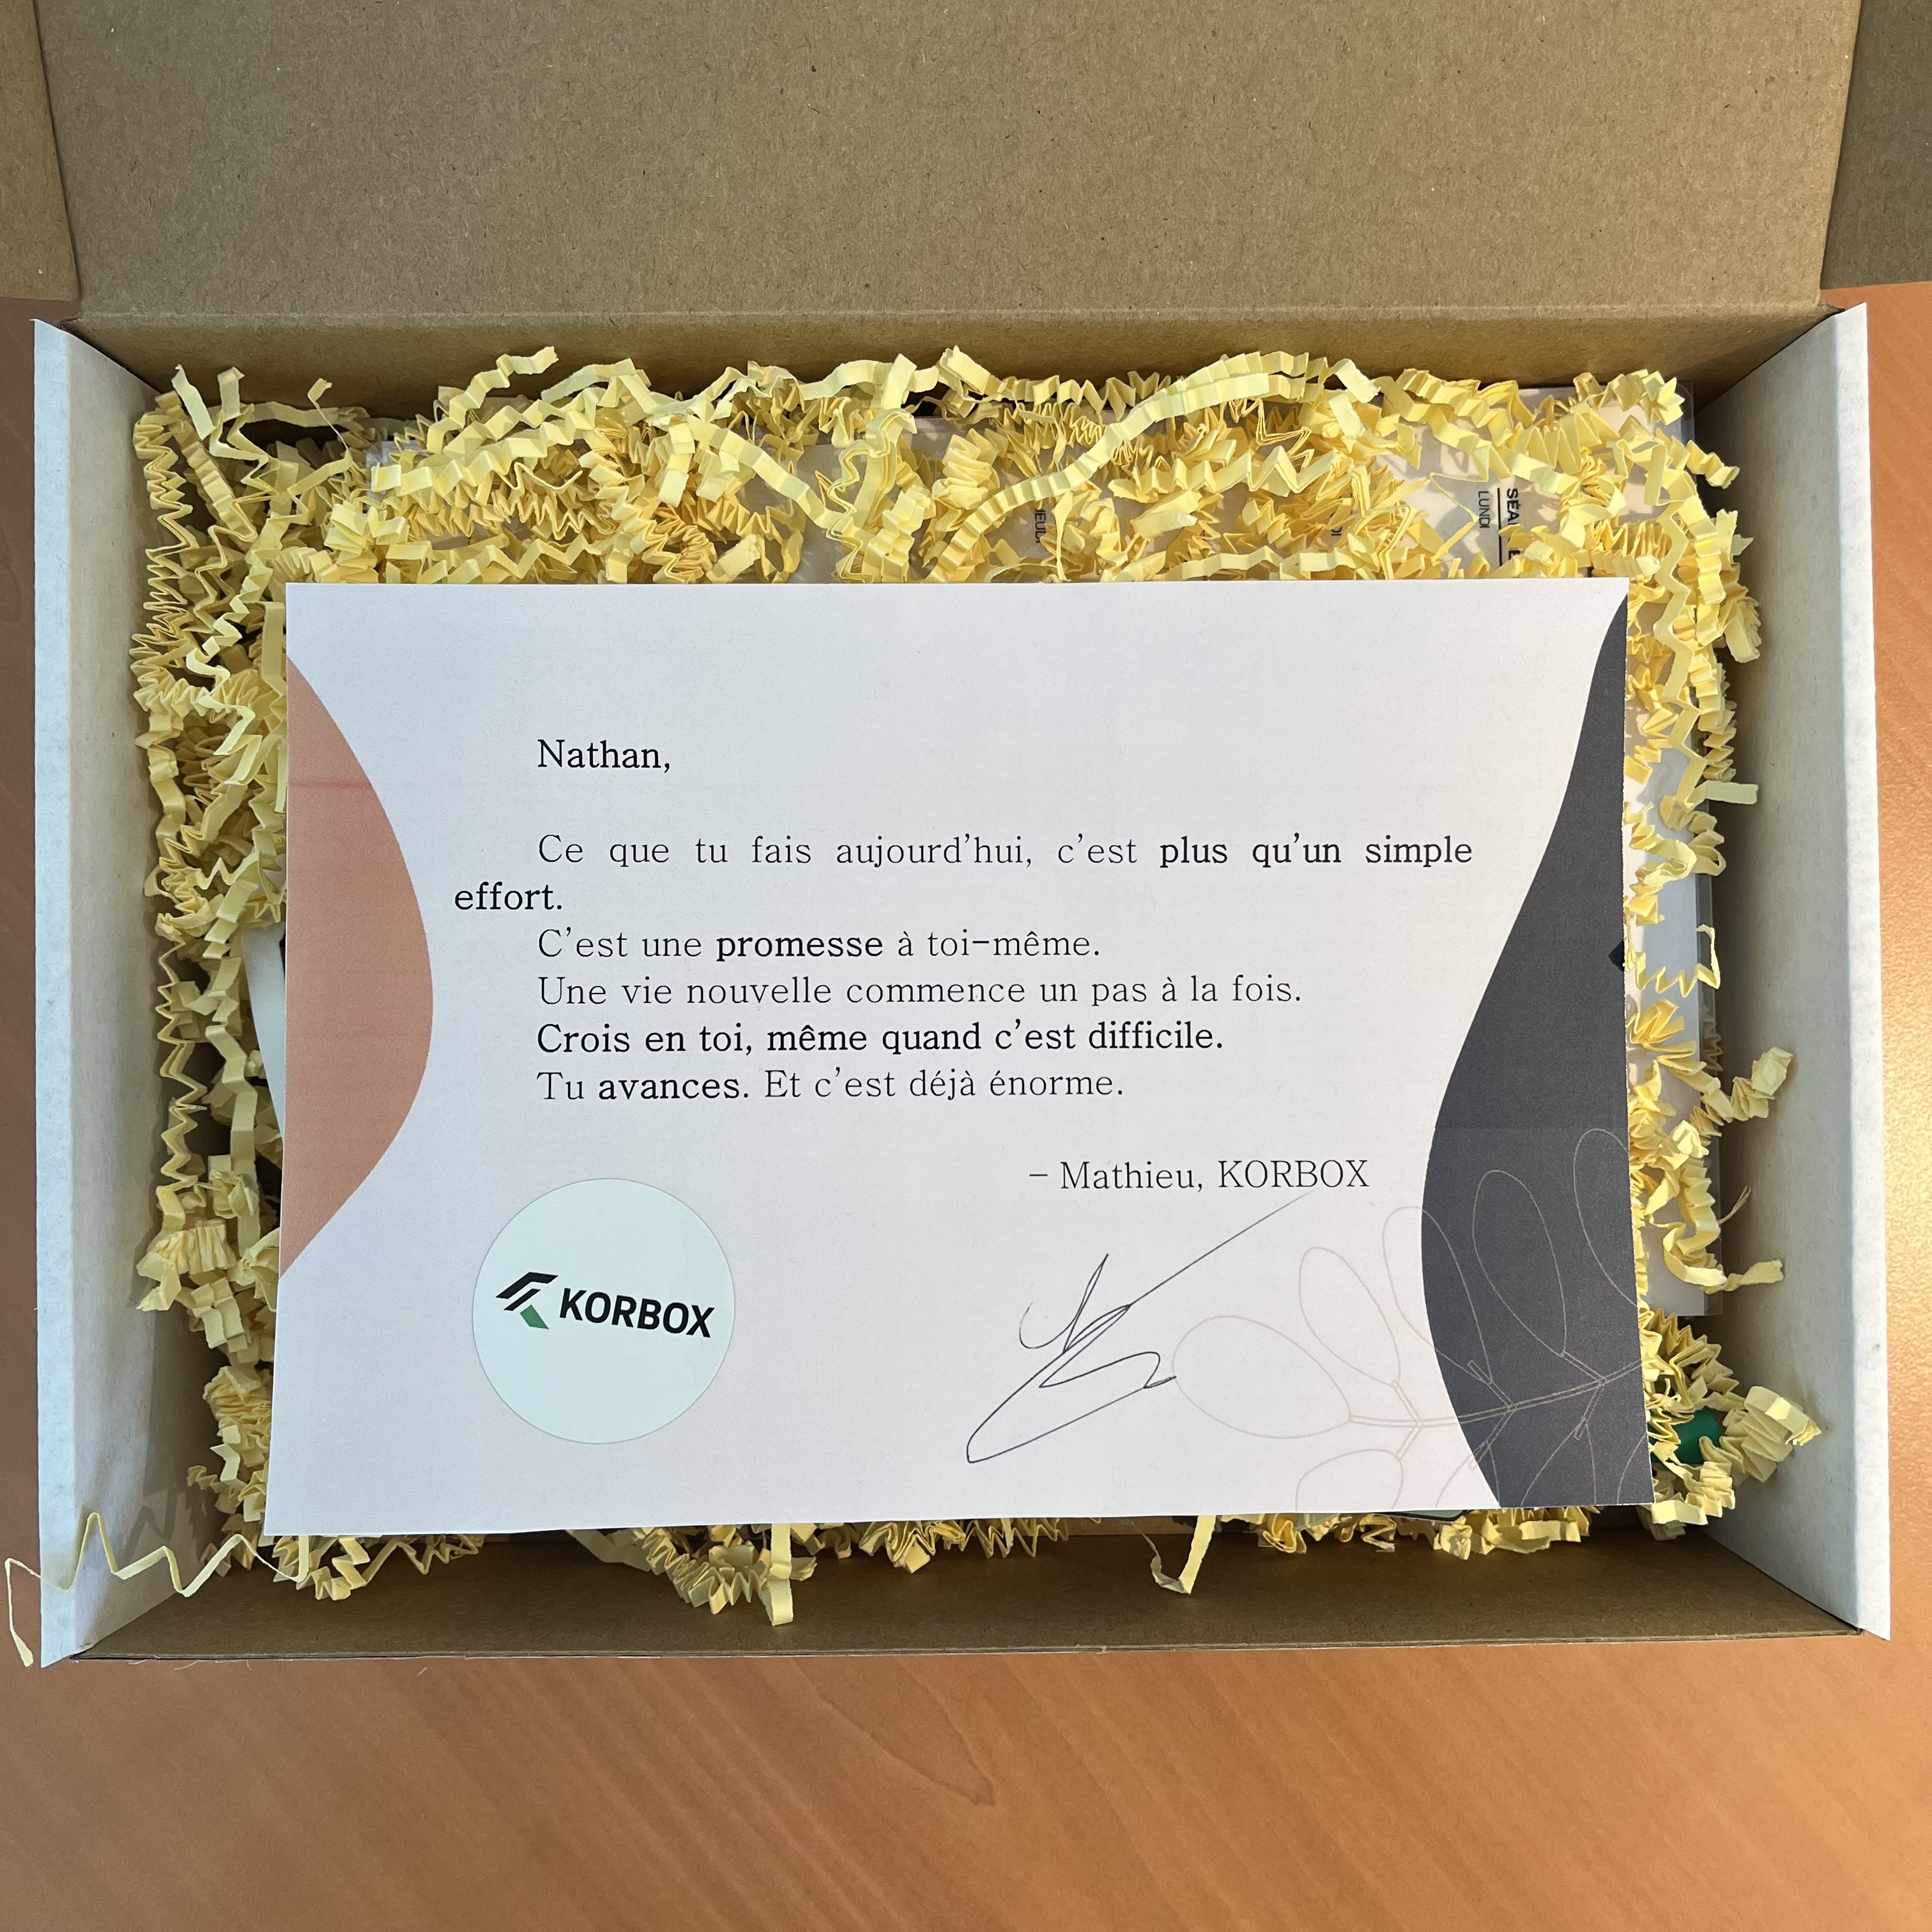 SÉA
LUNDI
Nathan,
Ce que tu fais aujourd’hui, c’est plus qu’un simple
effort.
C’est une promesse à toi-même.
Une vie nouvelle commence un pas à la fois.
Crois en toi, même quand c’est difficile.
Tu avances. Et c’est déjà énorme.
– Mathieu, KORBOX
KORBOX